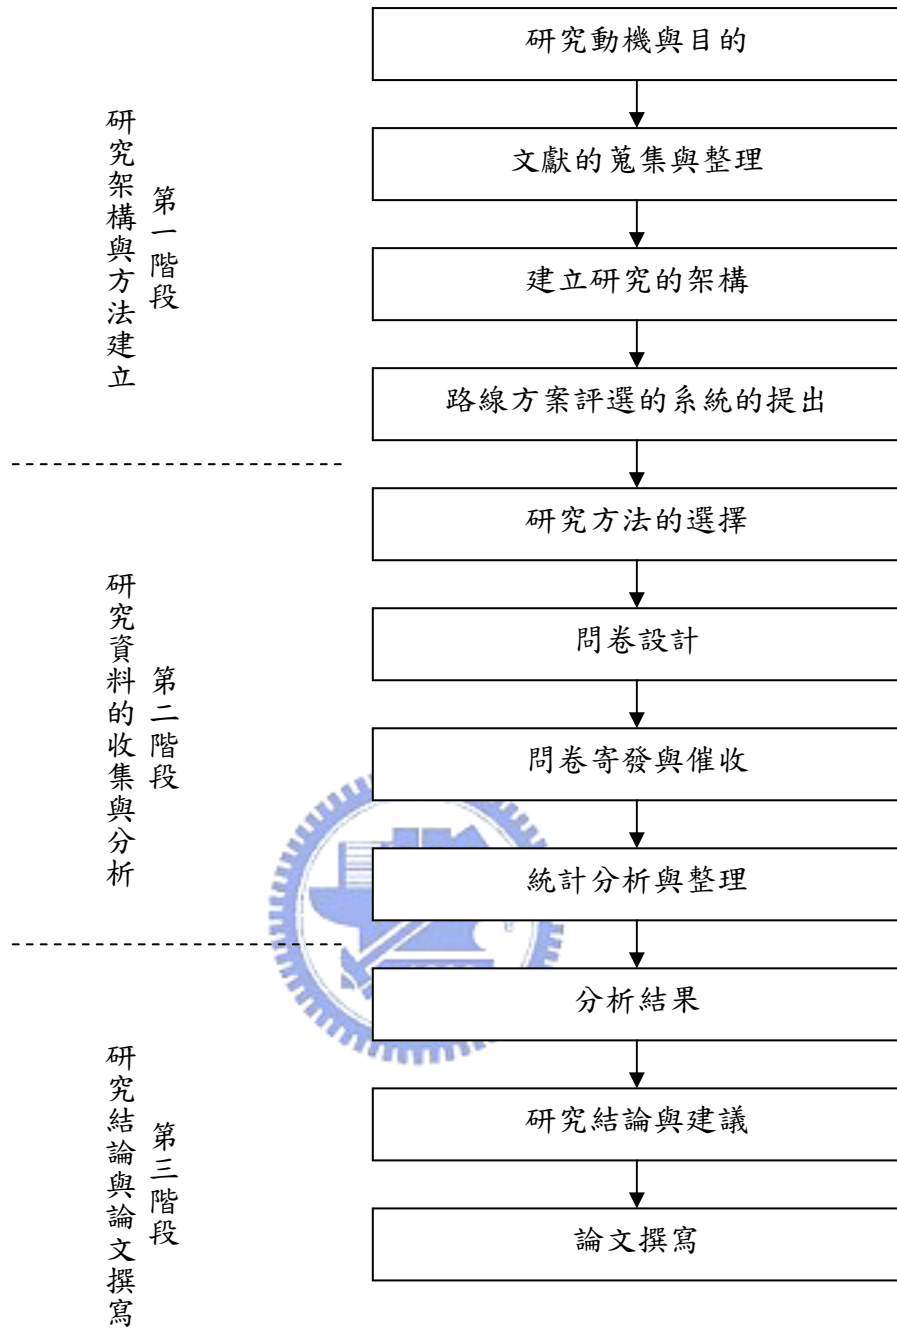 研究動機與目的
文獻的蒐集與整理
建立研究的架構
路線方案評選的系統的提出
第一階段
研究架構與方法建立
研究方法的選擇
問卷設計
問卷寄發與催收
統計分析與整理
第二階段
研究資料的收集與分析
分析結果
研究結論與建議
論文撰寫
第三階段
研究結論與論文撰寫